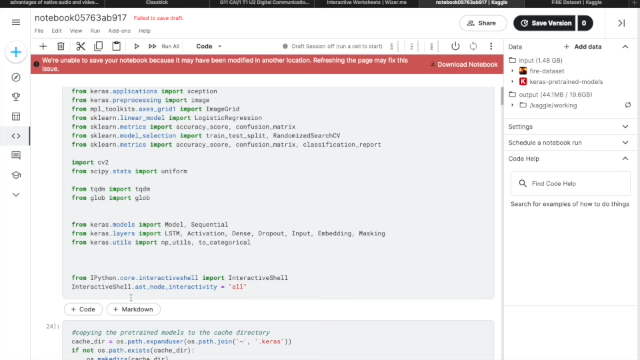 advantages of native audio and video
Classkick
G11 CAI/ T1 U2 Digital Communicatio...
Interactive Worksheets | Wizer.me
notebook05763ab917 | Kaggle
FIRE Dataset | Kaggle
notebook05763ab917 Failed to save draft.
File Edit View Run Add-ons Help
Share
Save Version 0
Run All Code
Draft Session off (run a cell to start)
We're unable to save your notebook because it may have been modified in another location. Refreshing the page may fix this
issue.
Download Notebook
from keras.applications import xception
from keras.preprocessing import image
from mpl_toolkits.axes_grid1 import ImageGrid
from sklearn.linear_model import LogisticRegression
from sklearn.metrics import accuracy_score, confusion_matrix
from sklearn.model_selection import train_test_split, RandomizedSearchCV
from sklearn.metrics import accuracy_score, confusion_matrix, classification_report
import cv2
from scipy.stats import uniform
from tqdm import tqdm
from glob import glob
from keras.models import Model, Sequential
from keras.layers import LSTM, Activation, Dense, Dropout, Input, Embedding, Masking
from keras.utils import np_utils, to_categorical
from IPython.core.interactiveshell import InteractiveShell
InteractiveShell.ast_node_interactivity = "all"
+ Code
+ Markdown
24]:
#copying the pretrained models to the cache directory
cache_dir = os.path.expanduser(os.path.join('~', '.keras'))
if not os.path.exists(cache_dir):
os.makedirs(cache_dir)
Data
+ Add data
input (1.48 GB)
fire-dataset
keras-pretrained-models
output (44.1MB / 19.6GB)
/kaggle/working
Settings
Schedule a notebook run
Code Help
Find Code Help
Search for examples of how to do things